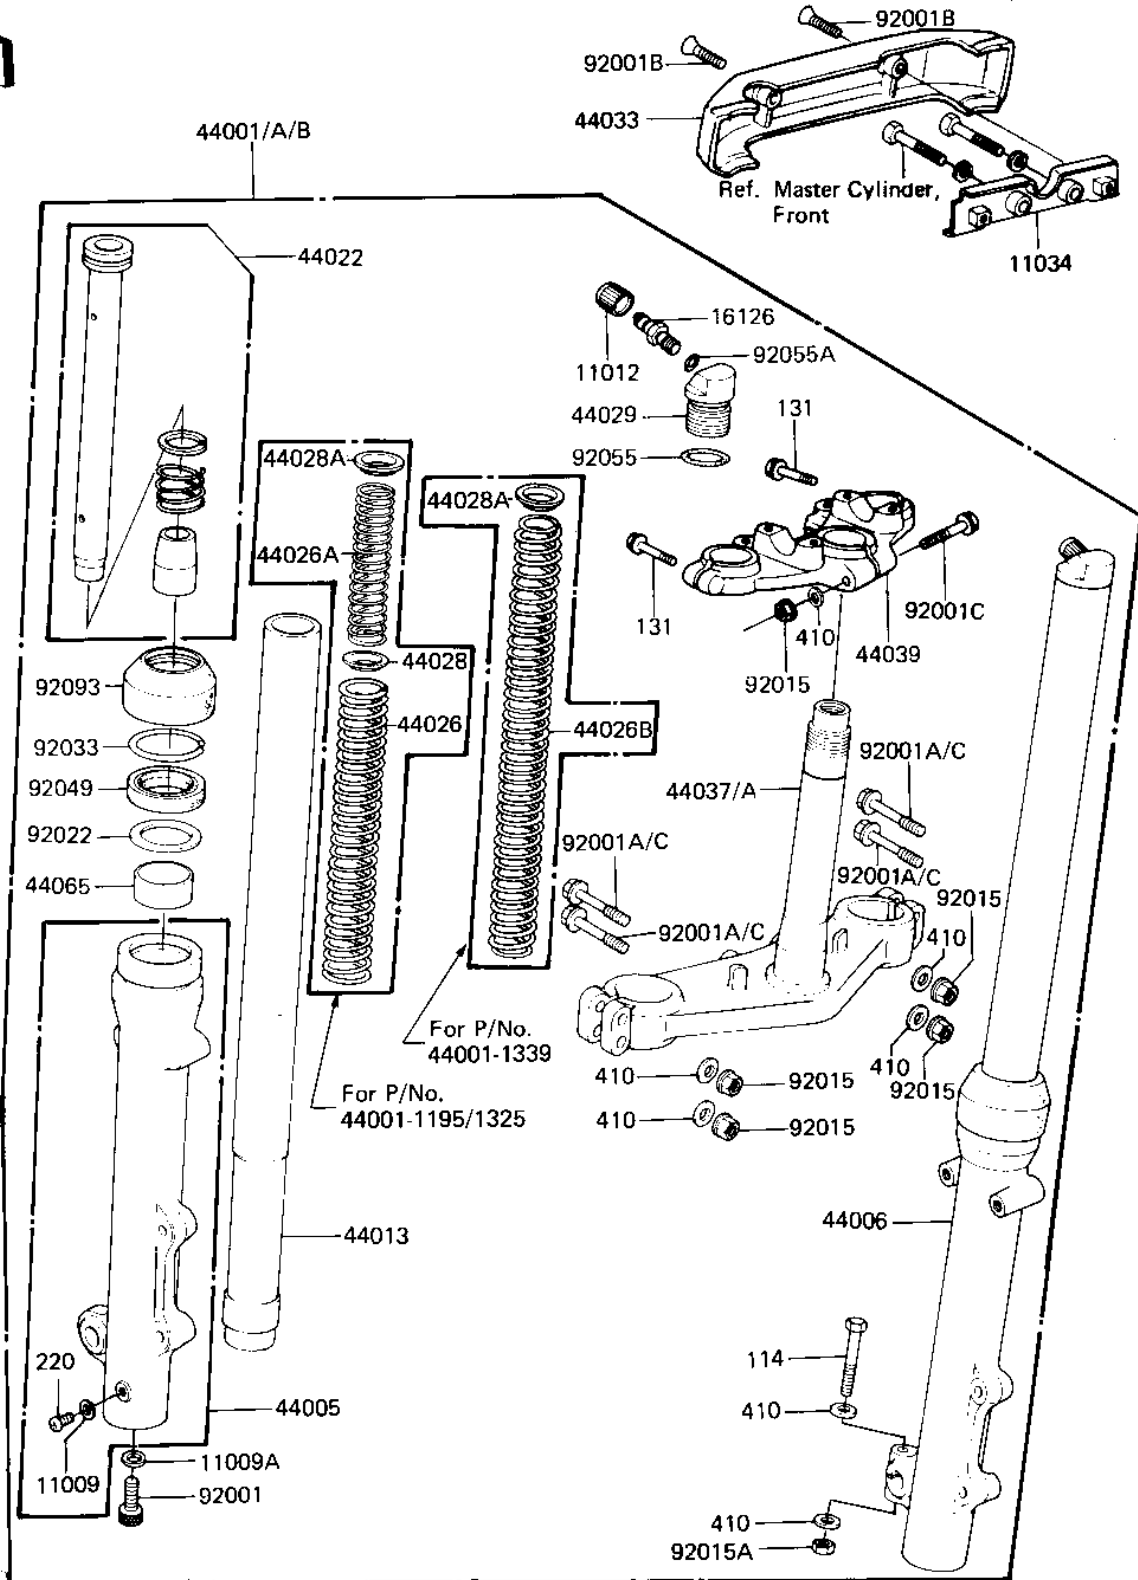 92001B
92001B
44033
44001/A/B
Ref. Master Cylinder,
Front
11034
44022
16126
11012
92055A
44029
131
92055
44028A
44028A
44026A
131
410
92001C
44039
92015
44028
92093
44026
44026B
92033
92001A/C
92049
44037/A
92022
92001A/C
92001A/C
44065
92015
92001A/C
410
For P/No.
44001-1339
410
92015
410
92015
For P/No.
44001-1195/1325
410
92015
44006
44013
220
114
44005
410
11009
11009A
92001
410
92015A